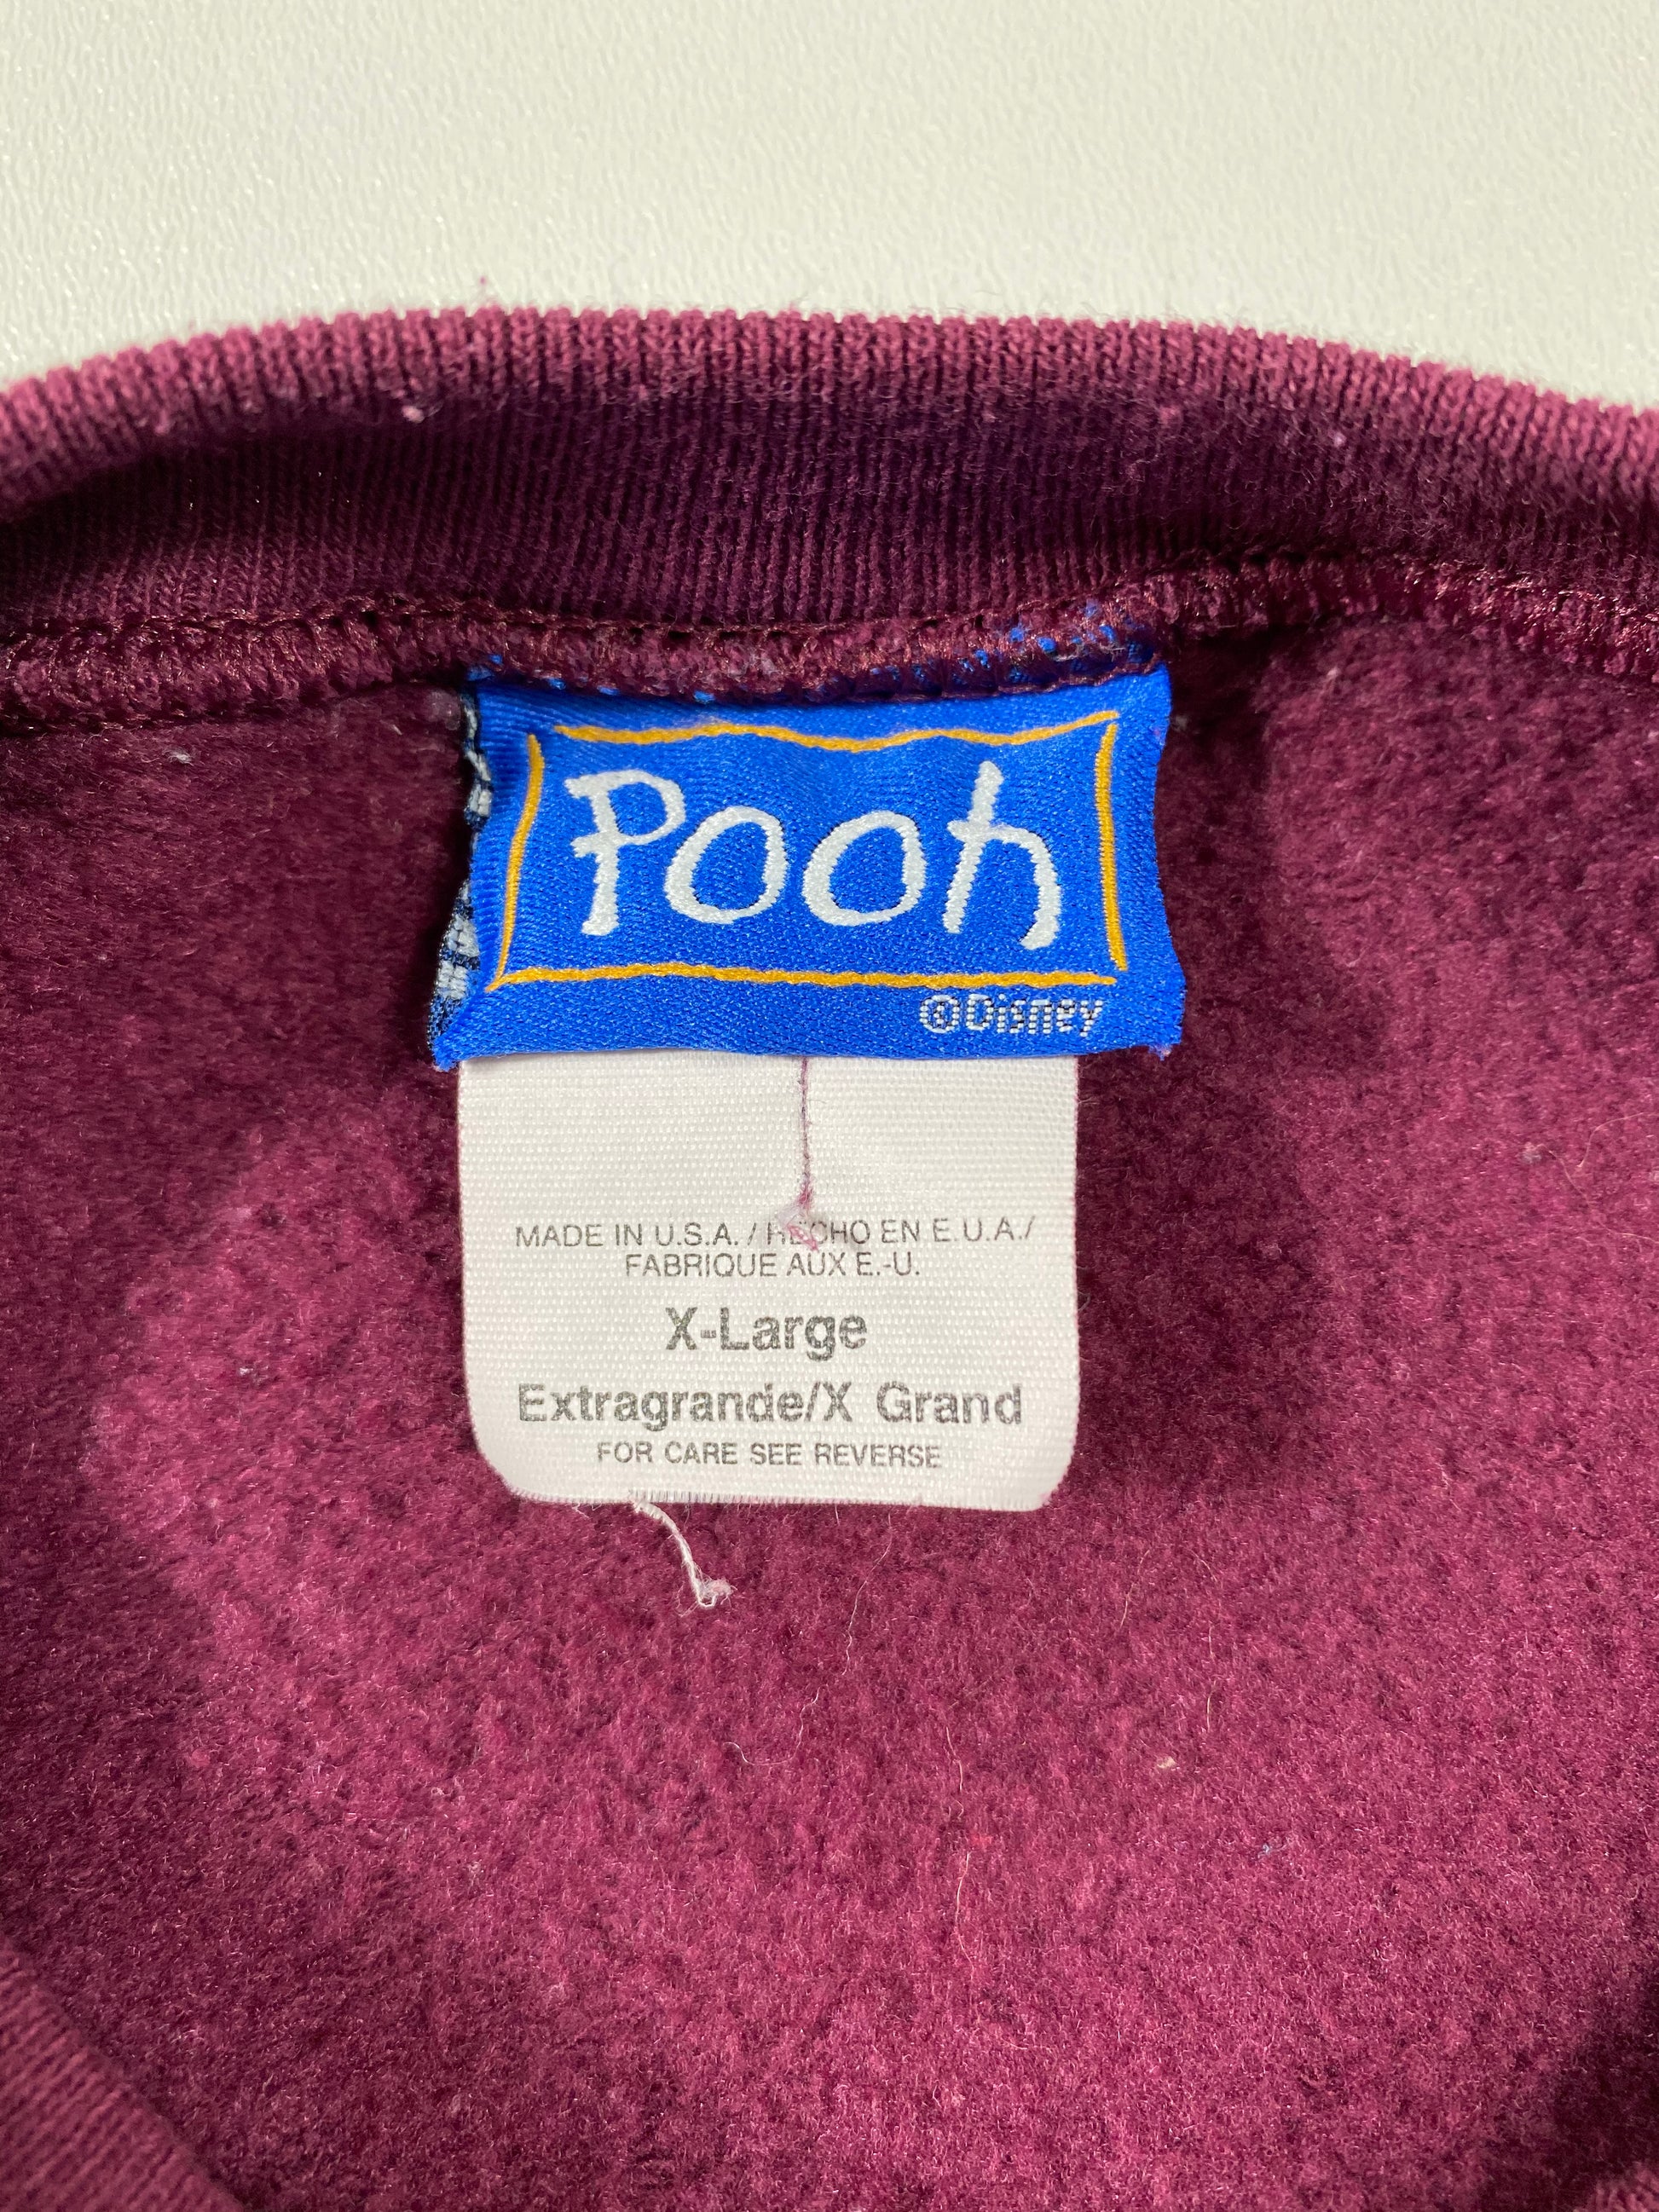 Pooh
©Disney
MADE IN U.S.A. / HECHO EN E.U.A./
FABRIQUE AUX E.-U.
X-Large
Extragrande/X Grand
FOR CARE SEE REVERSE